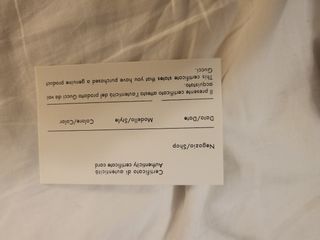 Certificato di autenticità
Authenticity certificate card
Negozio/Shop
Data/Date Modello/Style Colore/Color
Il presente certificato attesta l'autenticità del prodotto Gucci da voi
acquistato.
This certificate states that you have purchased a genuine product
Gucci.